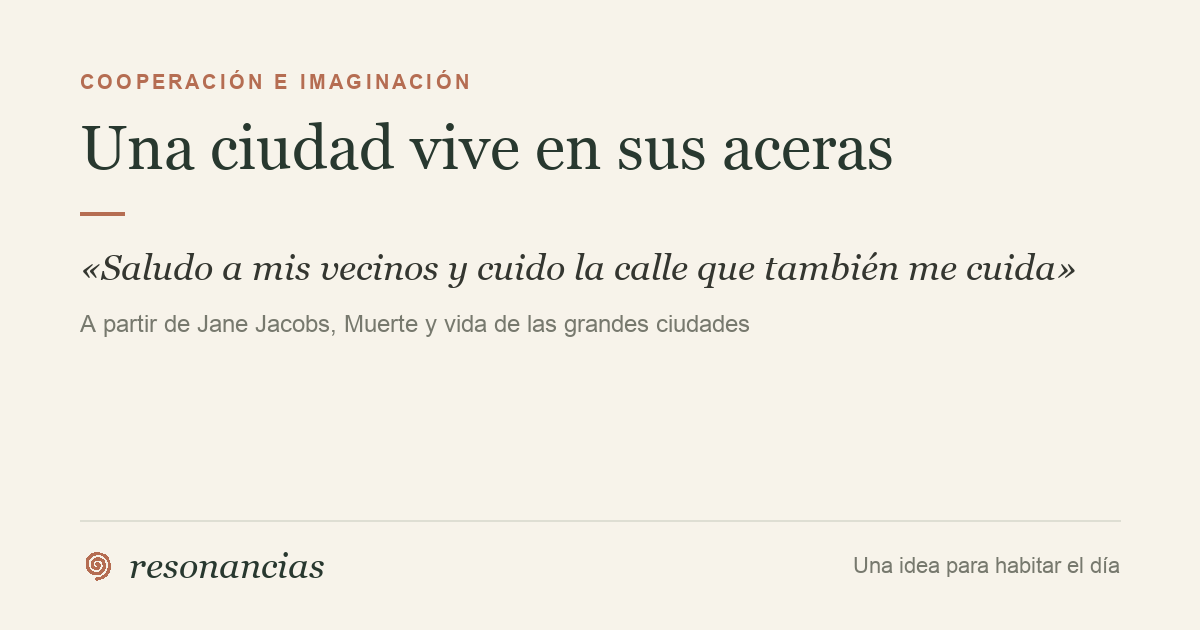 COOPERACIÓN E IMAGINACIÓN
Una ciudad vive en sus aceras
«Saludo a mis vecinos y cuido la calle que también me cuida»
A partir de Jane Jacobs, Muerte y vida de las grandes ciudades
resonancias
Una idea para habitar el día